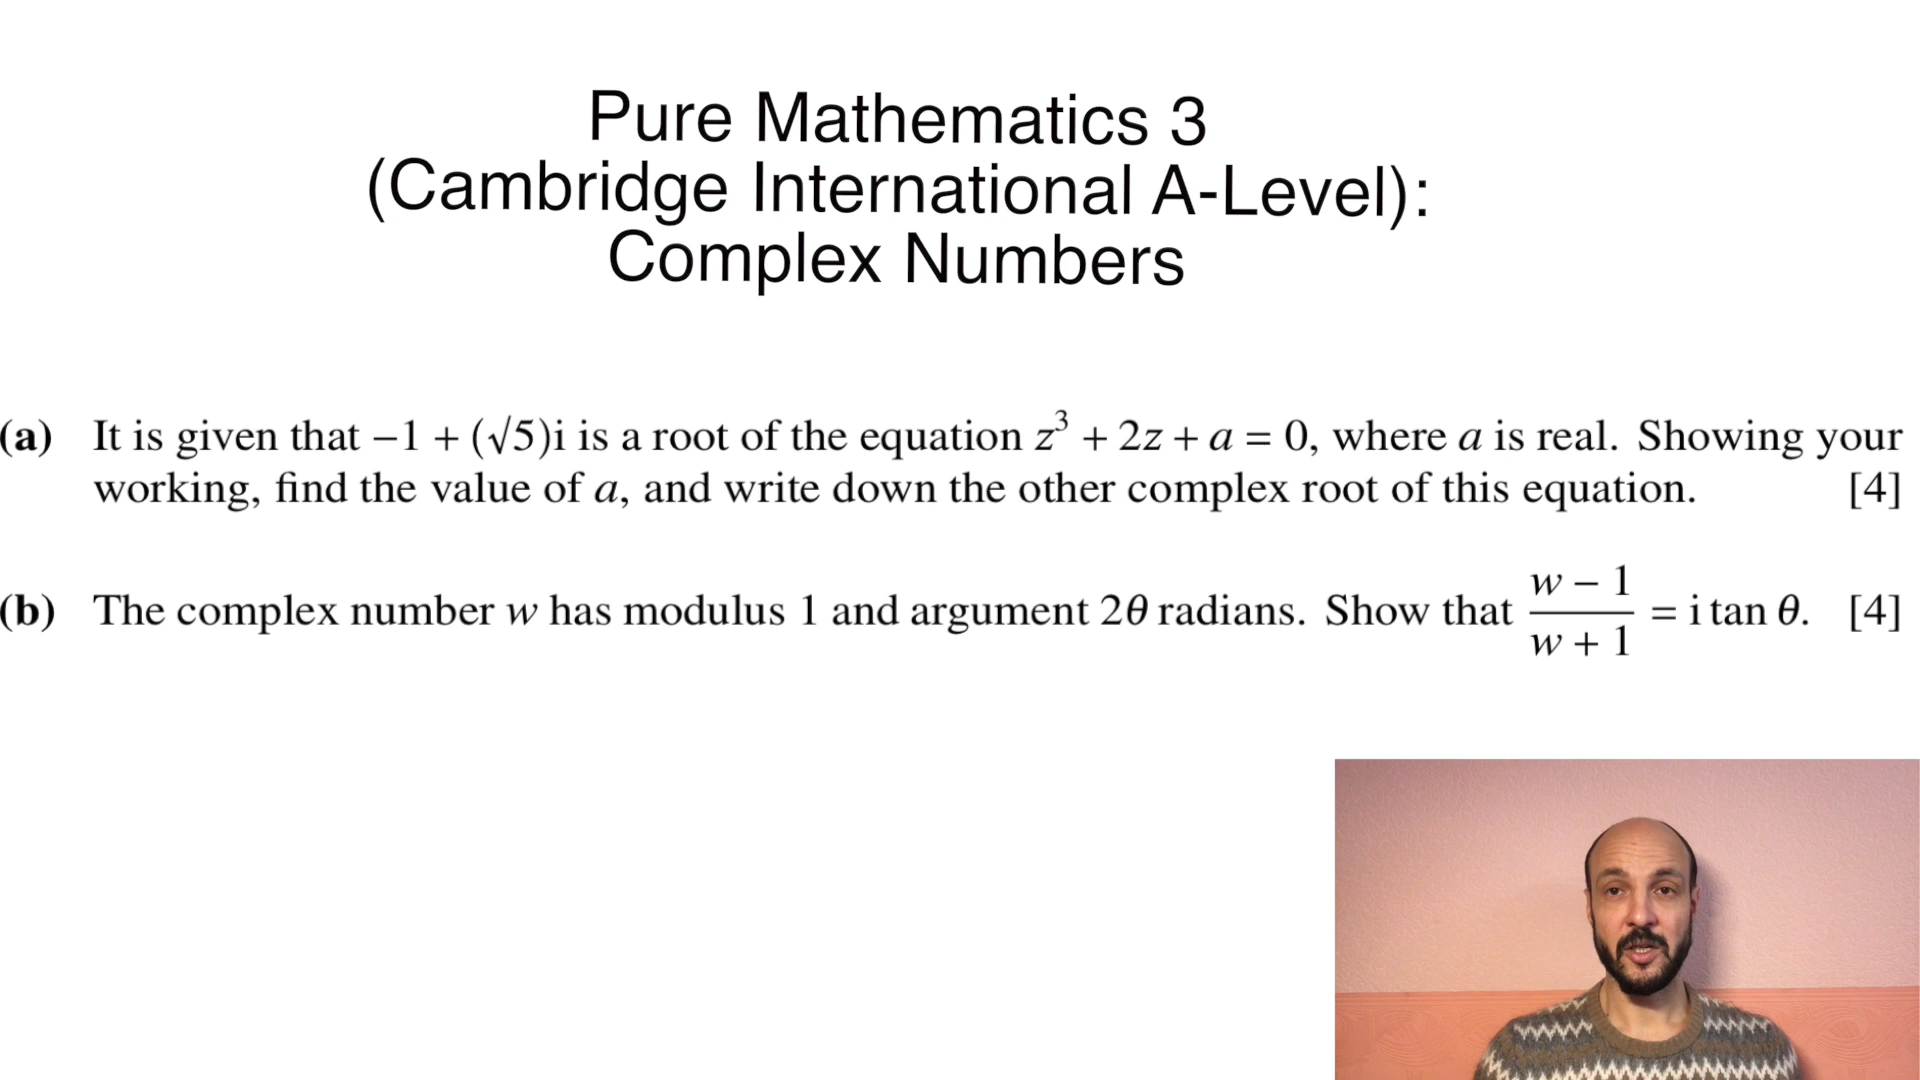 Pure Mathematics 3
(Cambridge International A-Level):
Complex Numbers
(a) It is given that −1 + (√5)i is a root of the equation z³ + 2z + a = 0, where a is real. Showing your
working, find the value of a, and write down the other complex root of this equation. [4]
(b) The complex number w has modulus 1 and argument 2θ radians. Show that (w − 1)/(w + 1) = i tan θ. [4]